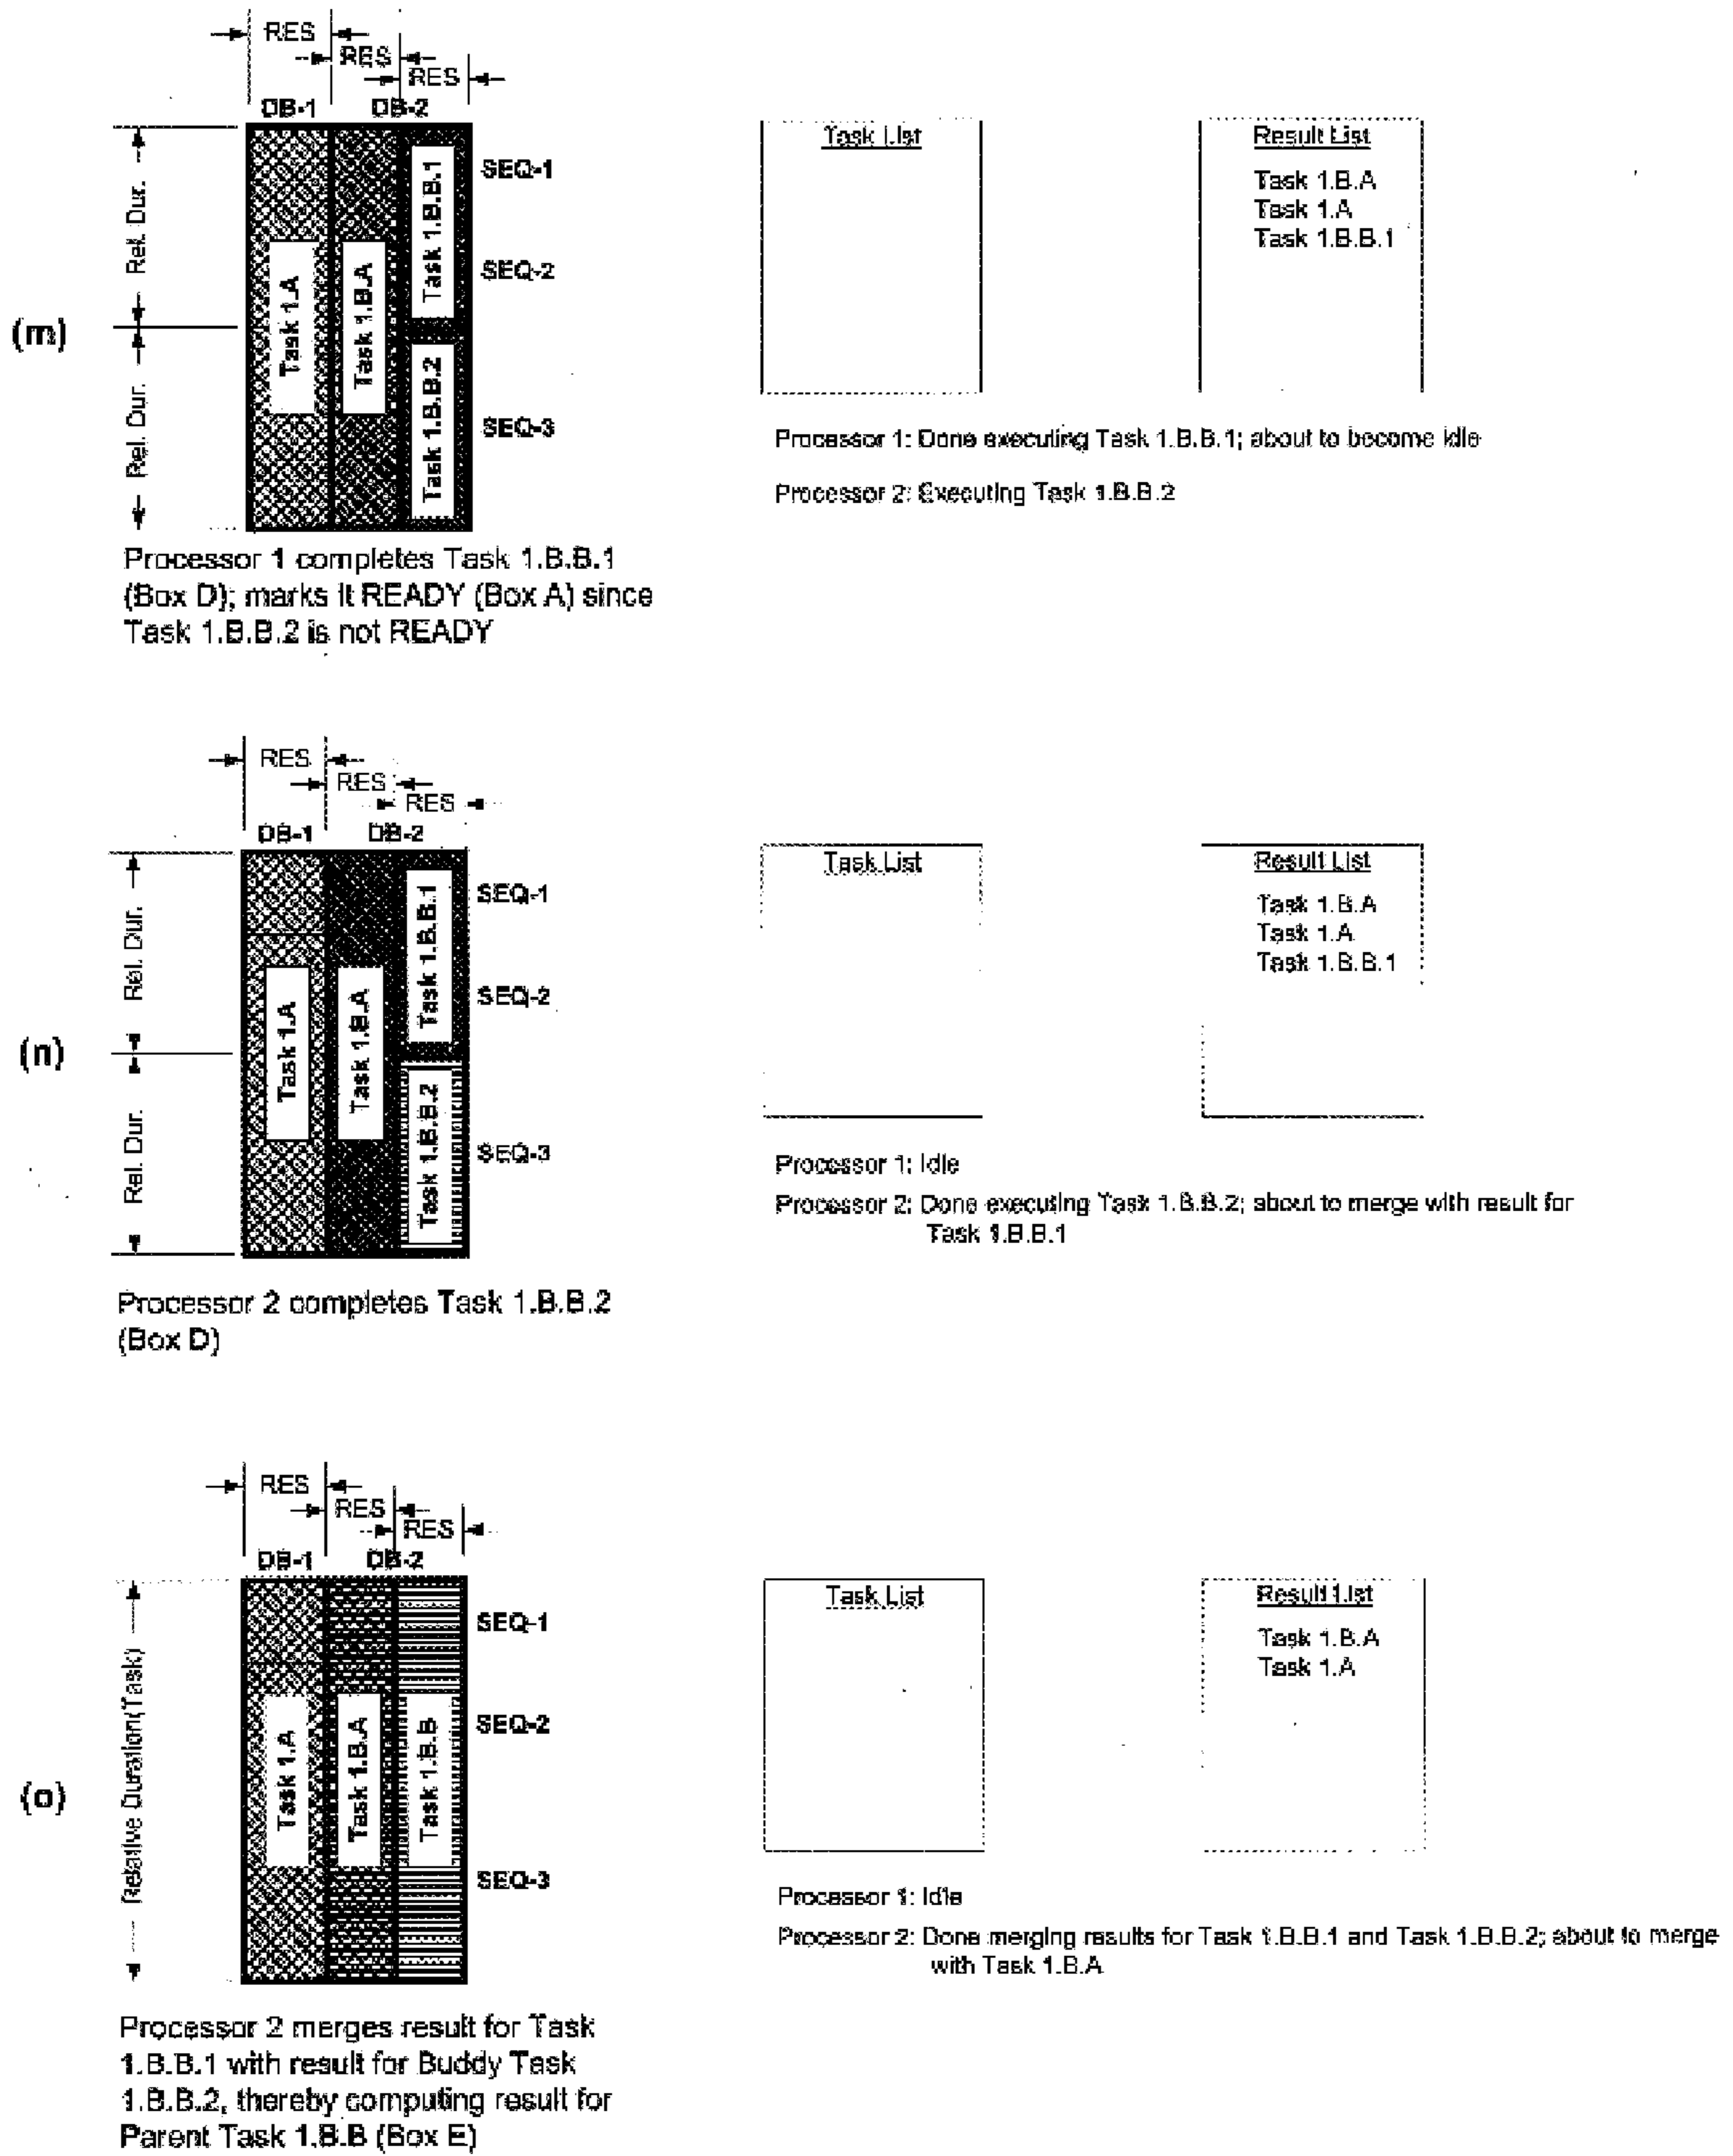 RES
RES
RES
DB-1 DB-2
Task List
Result List
SEQ-1
Task 1.B.A
Task 1.A
Task 1.B.B.1
Rel. Dur.
Task 1.B.B.1
SEQ-2
(m)
Task 1.A
Task 1.B.A
Rel. Dur.
Task 1.B.B.2
SEQ-3
Processor 1: Done executing Task 1.B.B.1; about to become idle
Processor 2: Executing Task 1.B.B.2
Processor 1 completes Task 1.B.B.1
(Box D); marks it READY (Box A) since
Task 1.B.B.2 is not READY
RES
RES
RES
DB-1 DB-2
Task List
Result List
SEQ-1
Task 1.B.A
Task 1.A
Task 1.B.B.1
Rel. Dur.
Task 1.B.B.1
SEQ-2
(n)
Task 1.A
Task 1.B.A
Rel. Dur.
Task 1.B.B.2
SEQ-3
Processor 1: Idle
Processor 2: Done executing Task 1.B.B.2; about to merge with result for
Task 1.B.B.1
Processor 2 completes Task 1.B.B.2
(Box D)
RES
RES
RES
DB-1 DB-2
Task List
Result List
SEQ-1
Task 1.B.A
Task 1.A
SEQ-2
(o)
Relative Duration(Task)
Task 1.A
Task 1.B.A
Task 1.B.B
SEQ-3
Processor 1: Idle
Processor 2: Done merging results for Task 1.B.B.1 and Task 1.B.B.2; about to merge
with Task 1.B.A
Processor 2 merges result for Task
1.B.B.1 with result for Buddy Task
1.B.B.2, thereby computing result for
Parent Task 1.B.B (Box E)